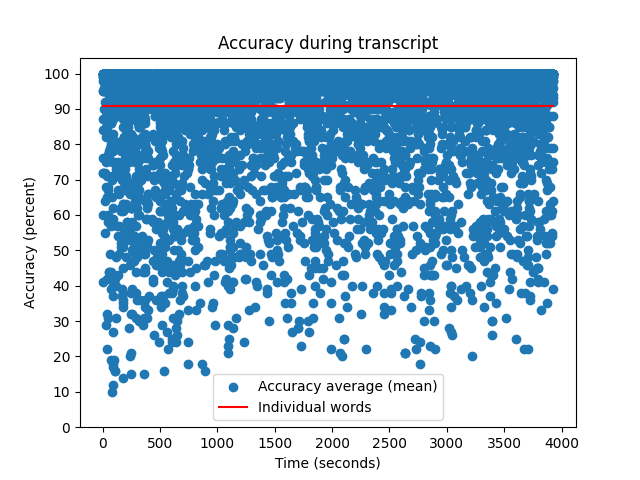 Accuracy during transcript
Accuracy (percent)
100
90
80
70
60
50
40
30
20
10
0
0 500 1000 1500 2000 2500 3000 3500 4000
Time (seconds)
Accuracy average (mean)
Individual words